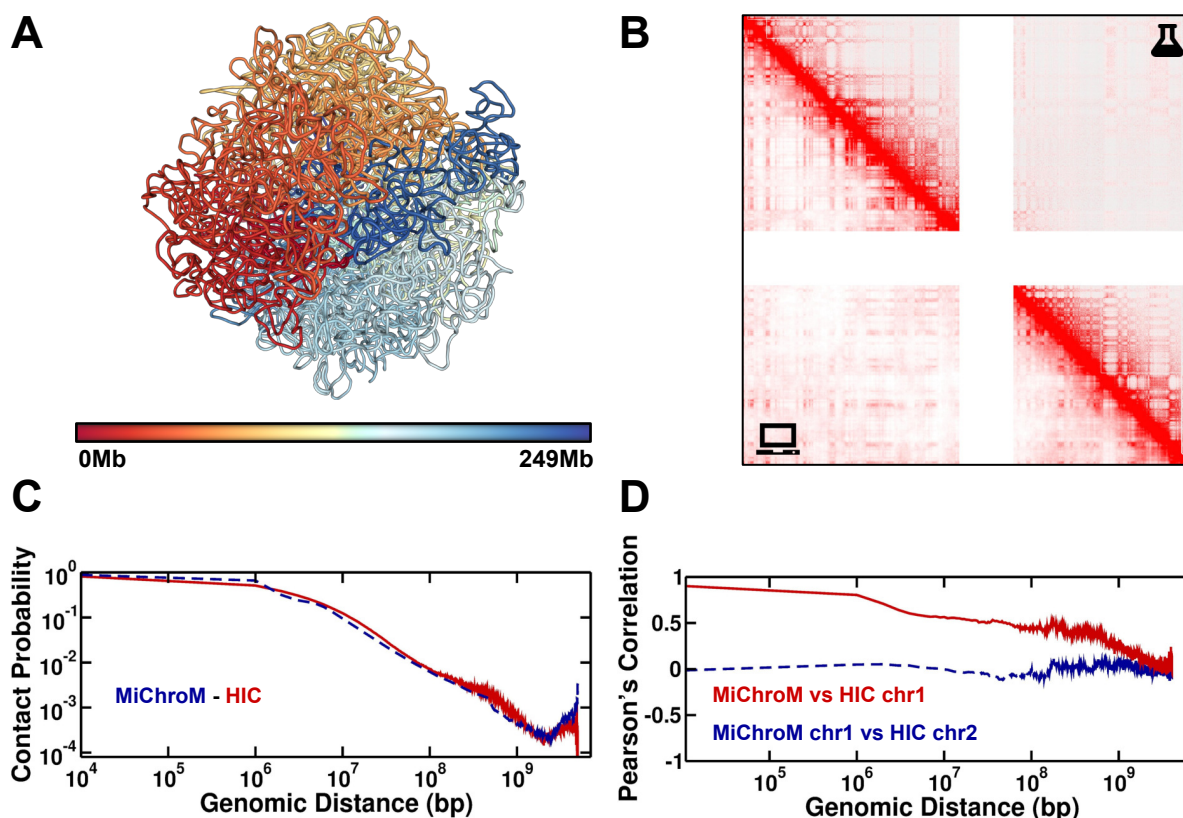 A
B
0Mb
249Mb
C
D
Contact Probability
10^0
10^-1
10^-2
10^-3
10^-4
MiChroM - HIC
10^4
10^5
10^6
10^7
10^8
10^9
Genomic Distance (bp)
Pearson's Correlation
1
0.5
0
-0.5
-1
MiChroM vs HIC chr1
MiChroM chr1 vs HIC chr2
10^5
10^6
10^7
10^8
10^9
Genomic Distance (bp)